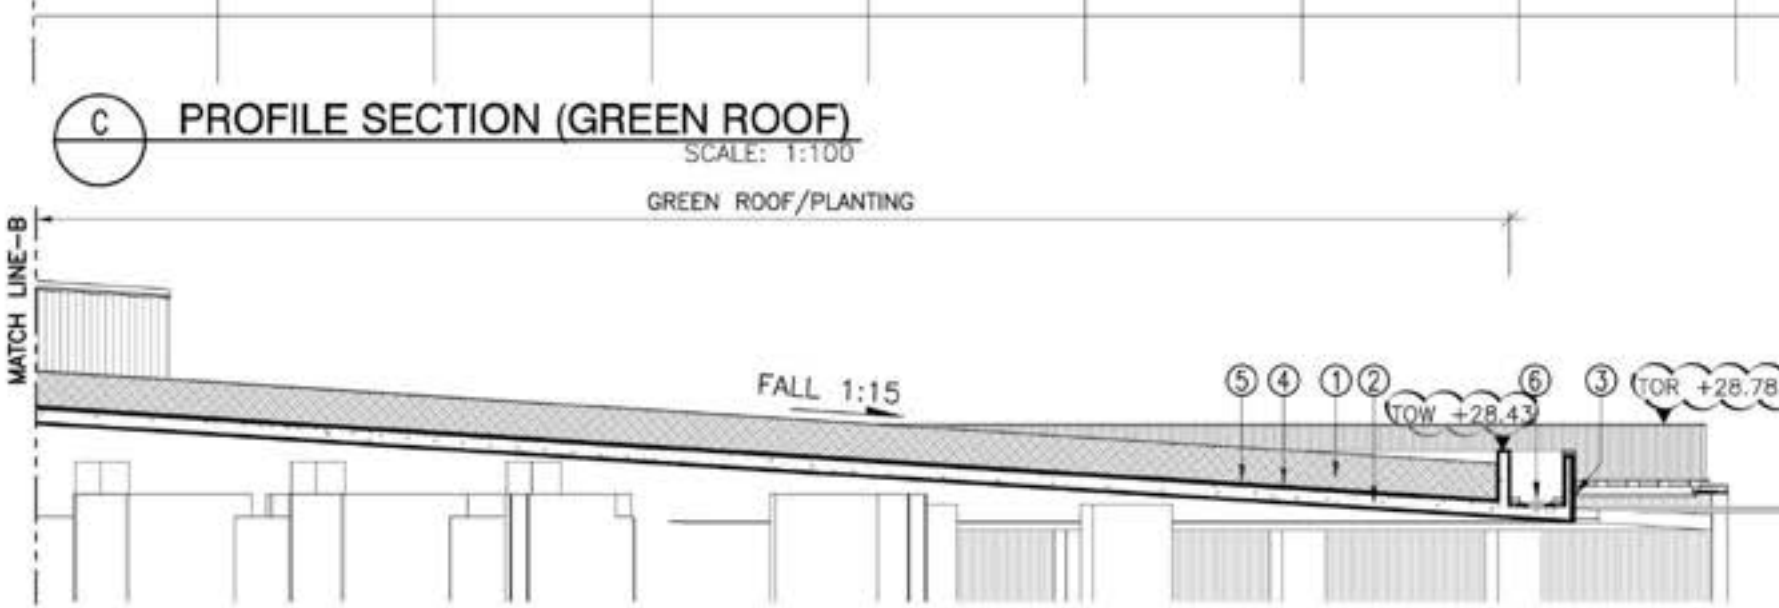 C
PROFILE SECTION (GREEN ROOF)
SCALE: 1:100
GREEN ROOF/PLANTING
MATCH LINE-B
FALL 1:15
5 4 1 2 6 3
TOW +28.43
TOR +28.78